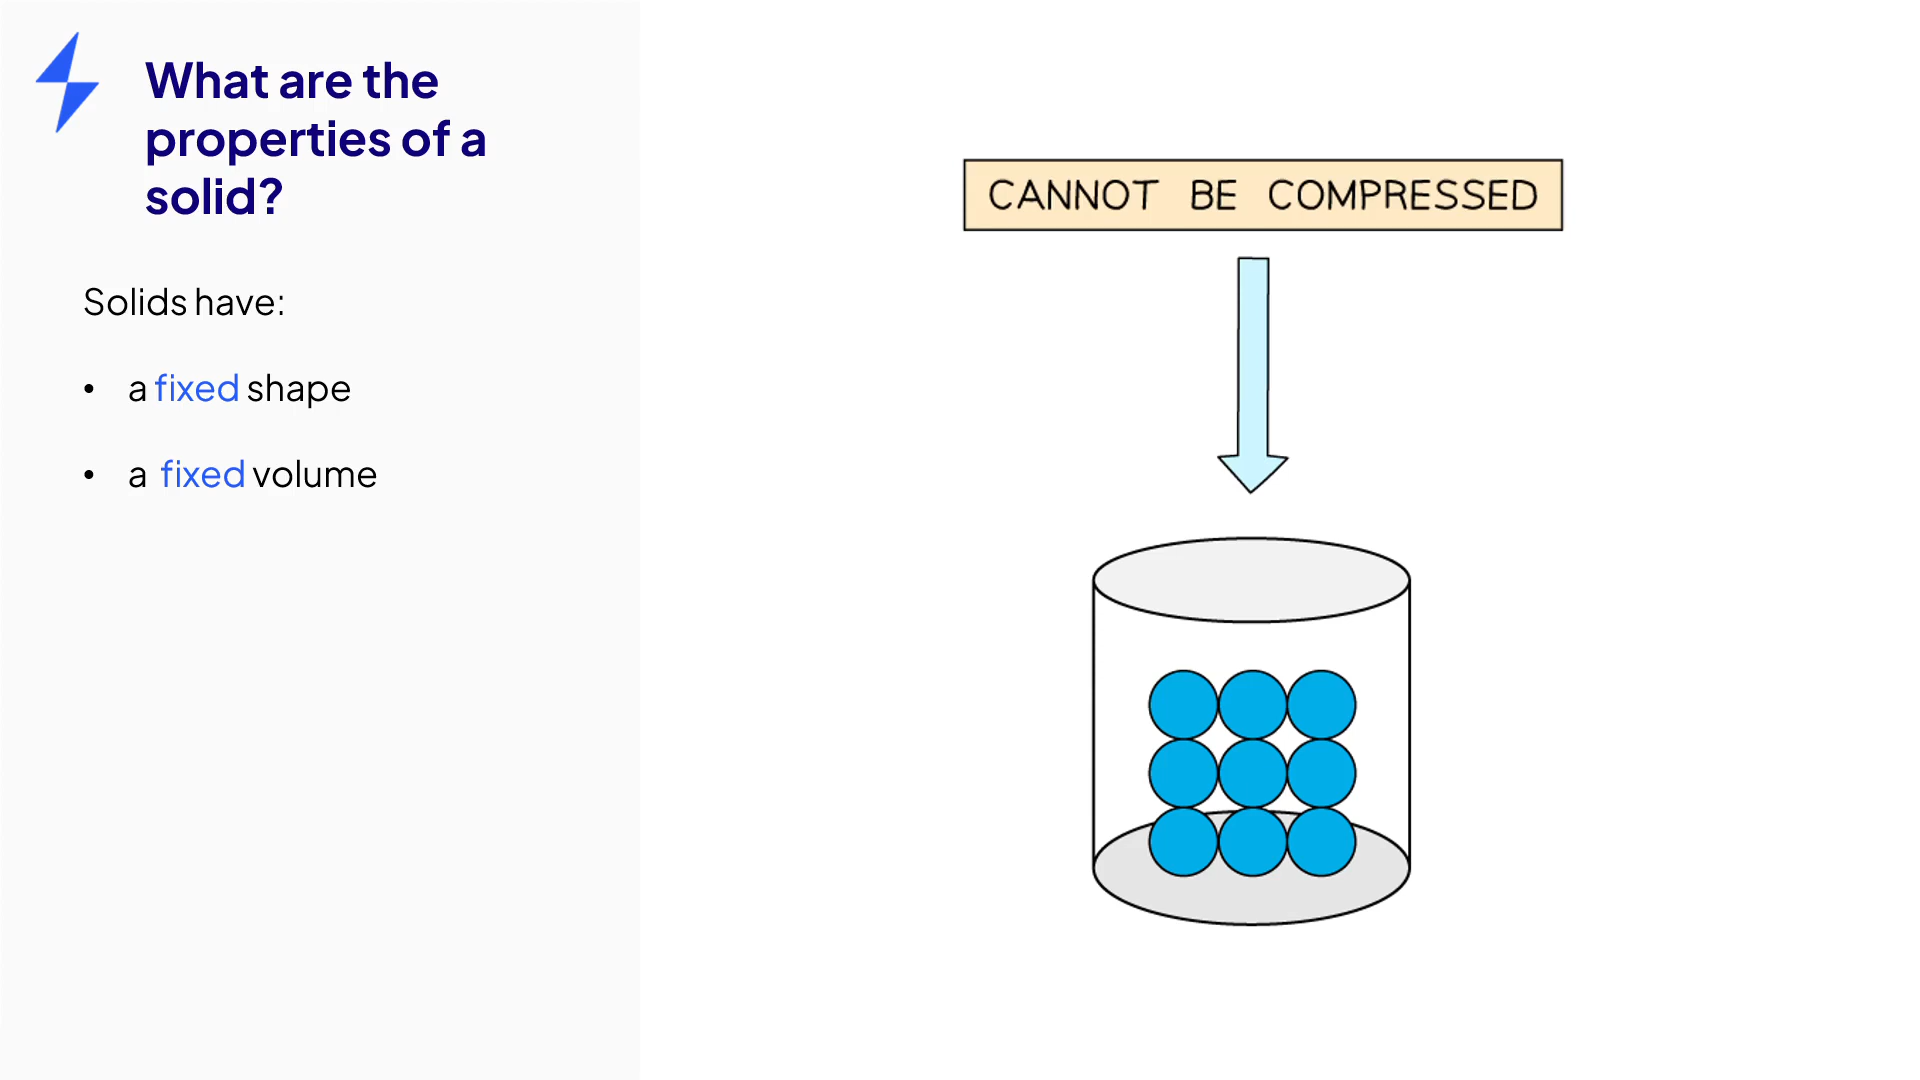 What are the
properties of a
solid?
Solids have:
• a fixed shape
• a fixed volume
CANNOT BE COMPRESSED